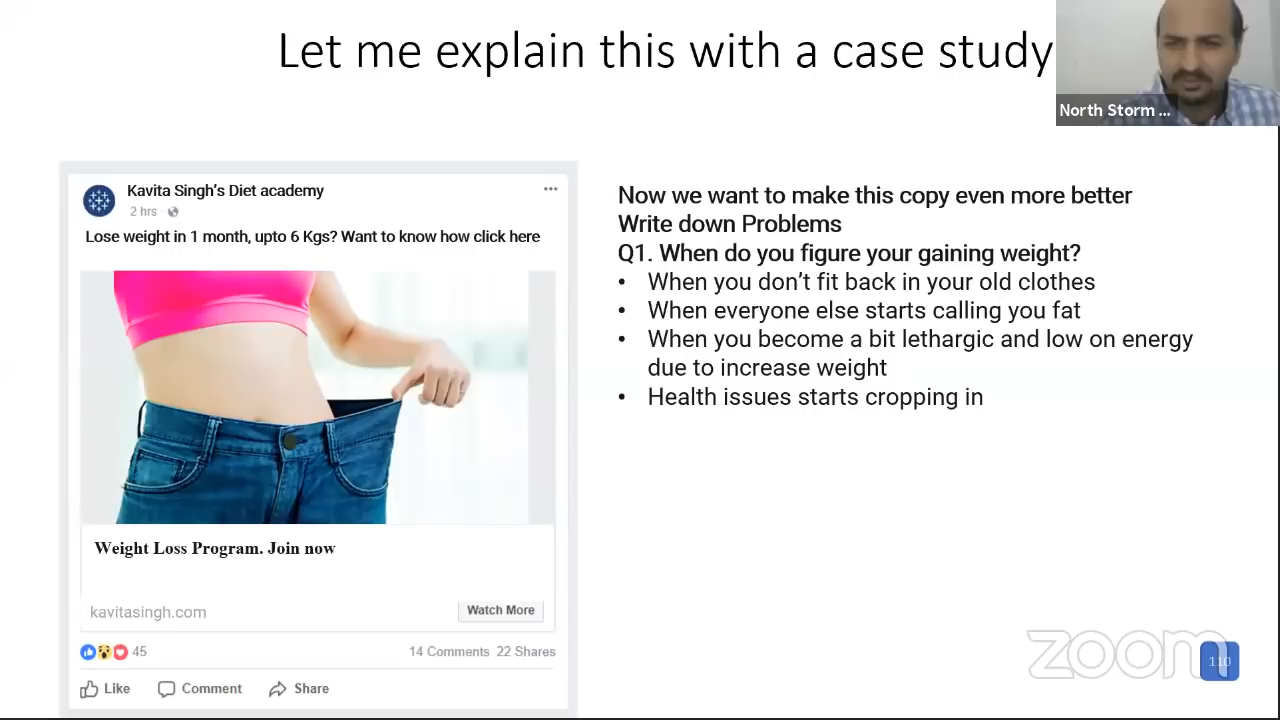 Let me explain this with a case study
North Storm ...
Kavita Singh's Diet academy
2 hrs
Lose weight in 1 month, upto 6 Kgs? Want to know how click here
Weight Loss Program. Join now
kavitasingh.com
Watch More
45
14 Comments 22 Shares
Like Comment Share
Now we want to make this copy even more better
Write down Problems
Q1. When do you figure your gaining weight?
• When you don't fit back in your old clothes
• When everyone else starts calling you fat
• When you become a bit lethargic and low on energy
due to increase weight
• Health issues starts cropping in
zoom
110